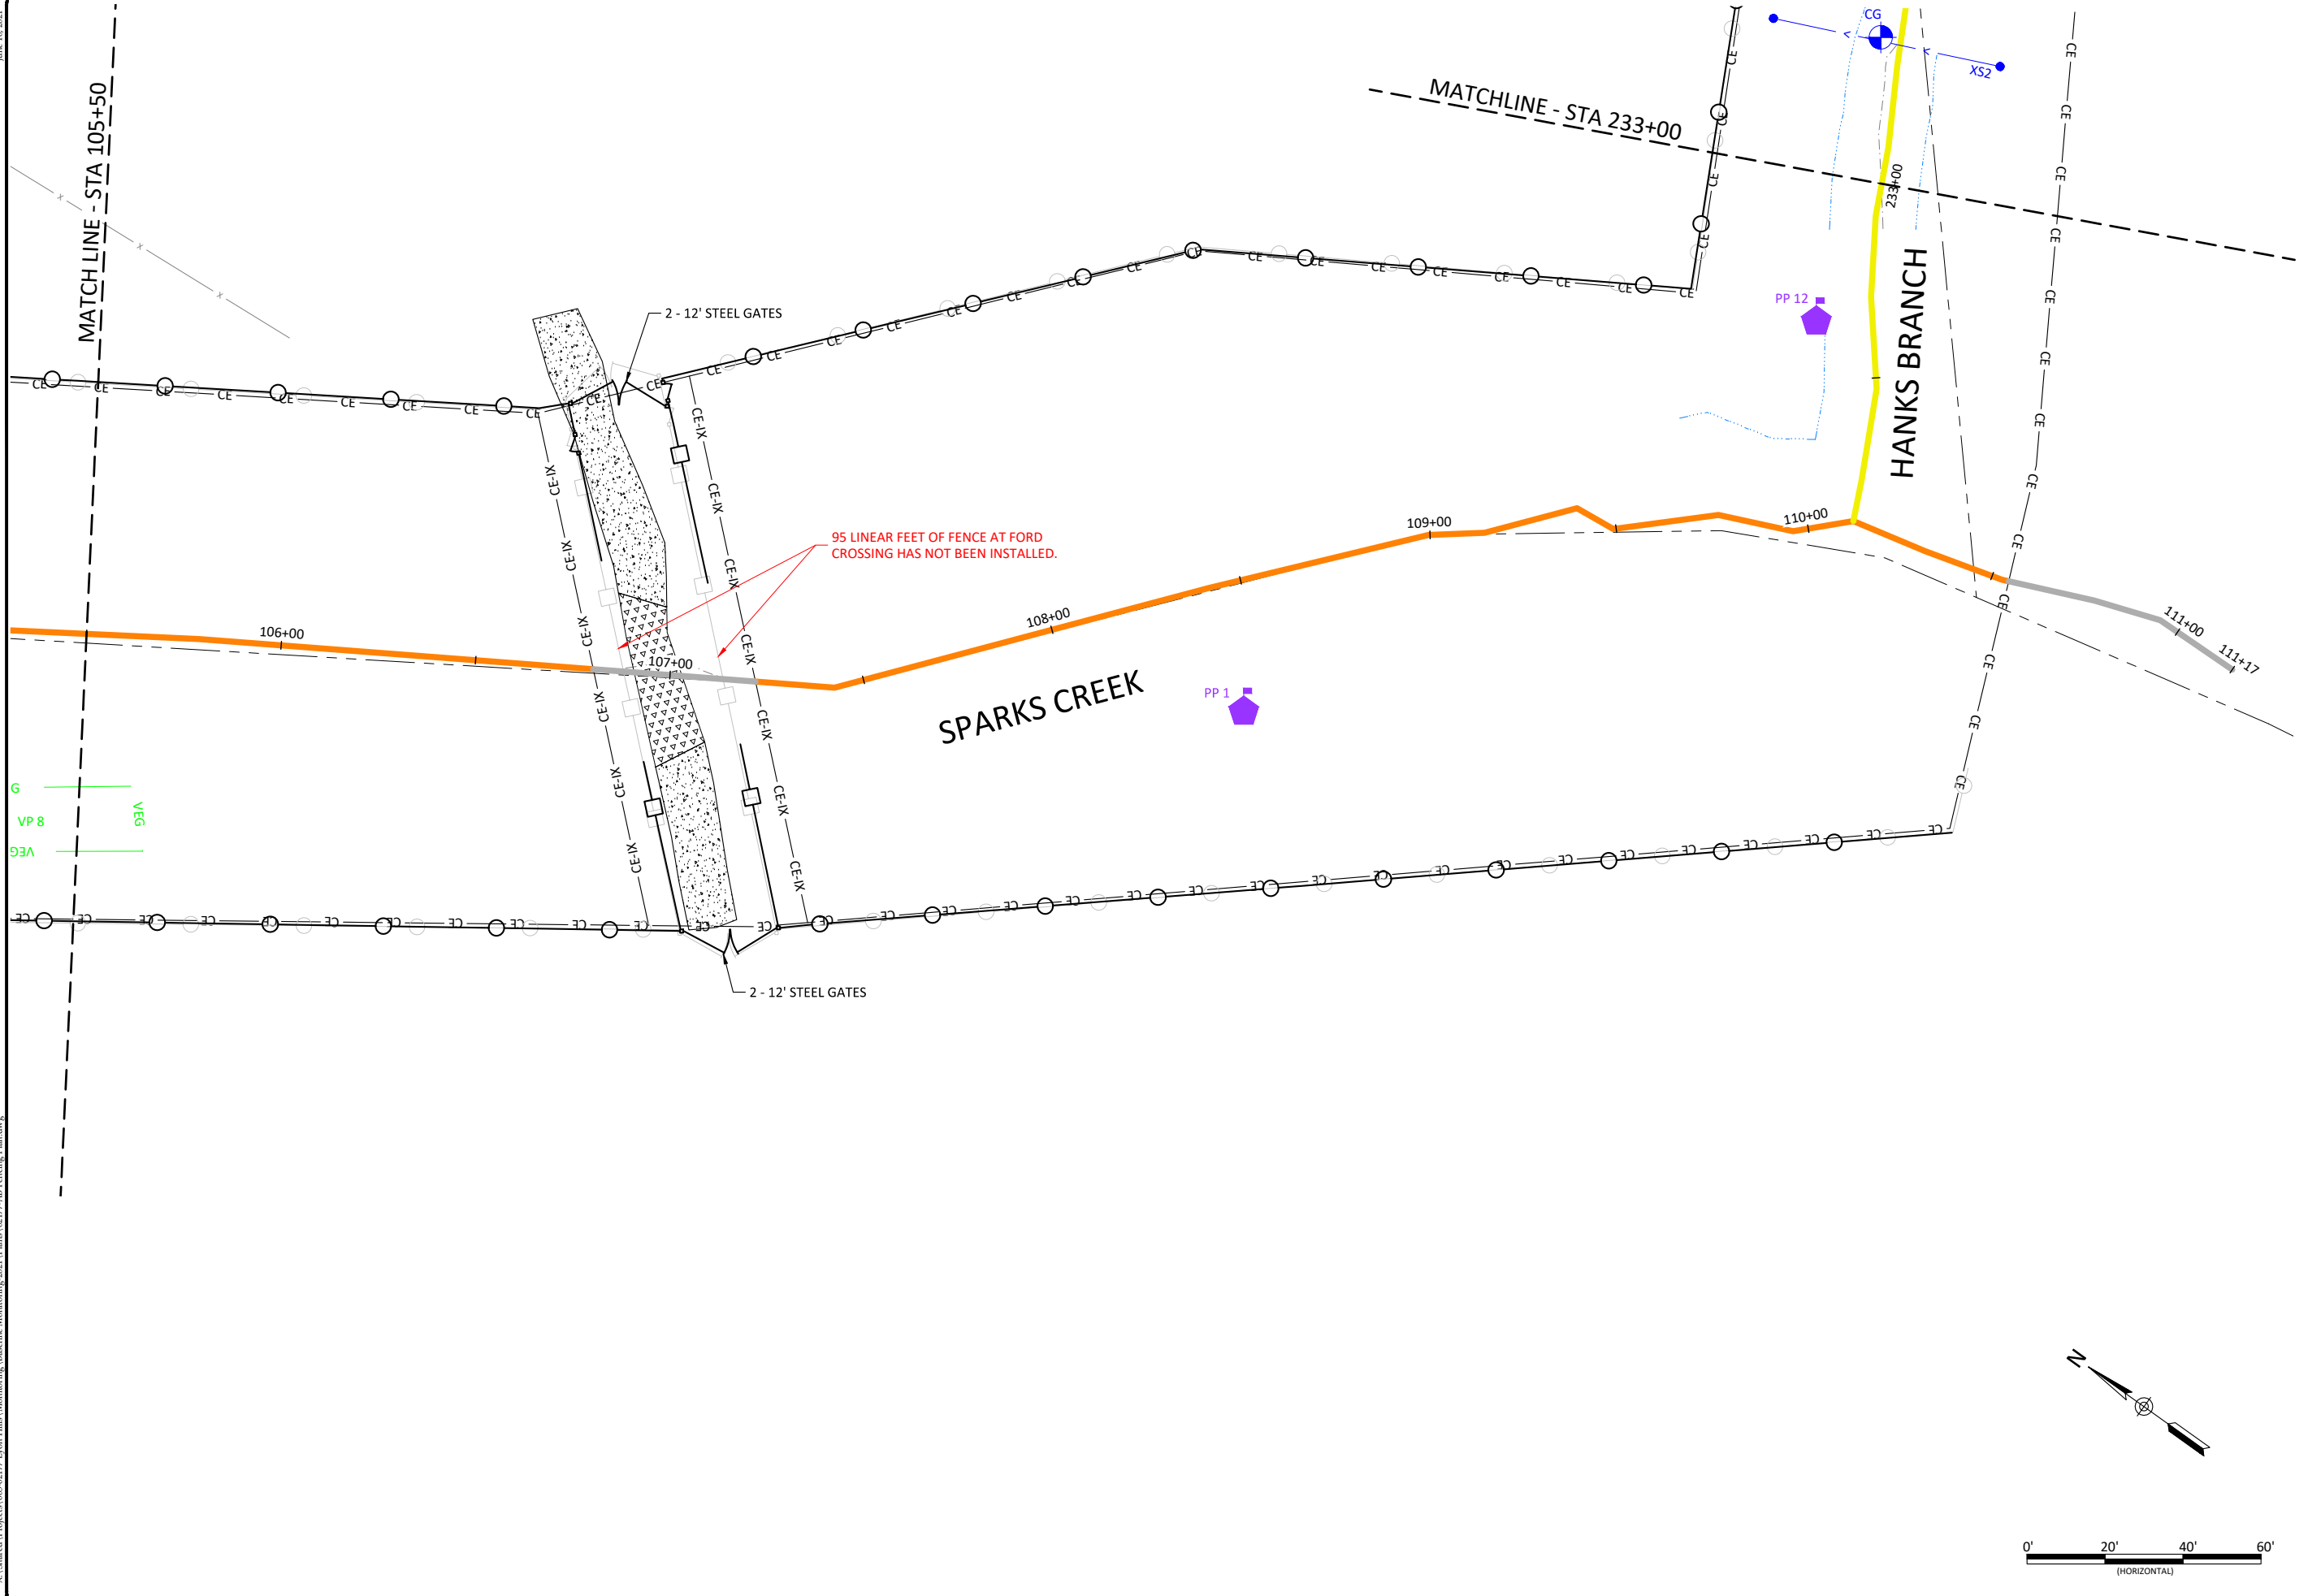 MATCH LINE - STA 105+50
CG
XS2
MATCHLINE - STA 233+00
233+00
HANKS BRANCH
PP 12
2 - 12' STEEL GATES
95 LINEAR FEET OF FENCE AT FORD
CROSSING HAS NOT BEEN INSTALLED.
106+00
107+00
108+00
109+00
110+00
111+00
111+17
SPARKS CREEK
PP 1
G
VP 8
VEG
VEG
CE
CE-IX
2 - 12' STEEL GATES
N
0' 20' 40' 60'
(HORIZONTAL)